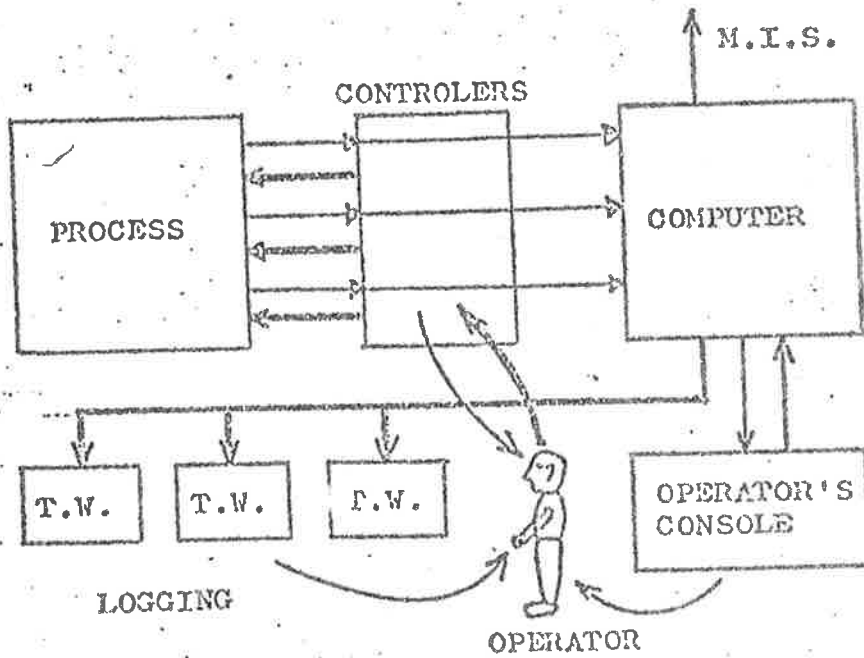 M.I.S.
CONTROLERS
PROCESS
COMPUTER
T.W.
T.W.
T.W.
OPERATOR'S
CONSOLE
LOGGING
OPERATOR